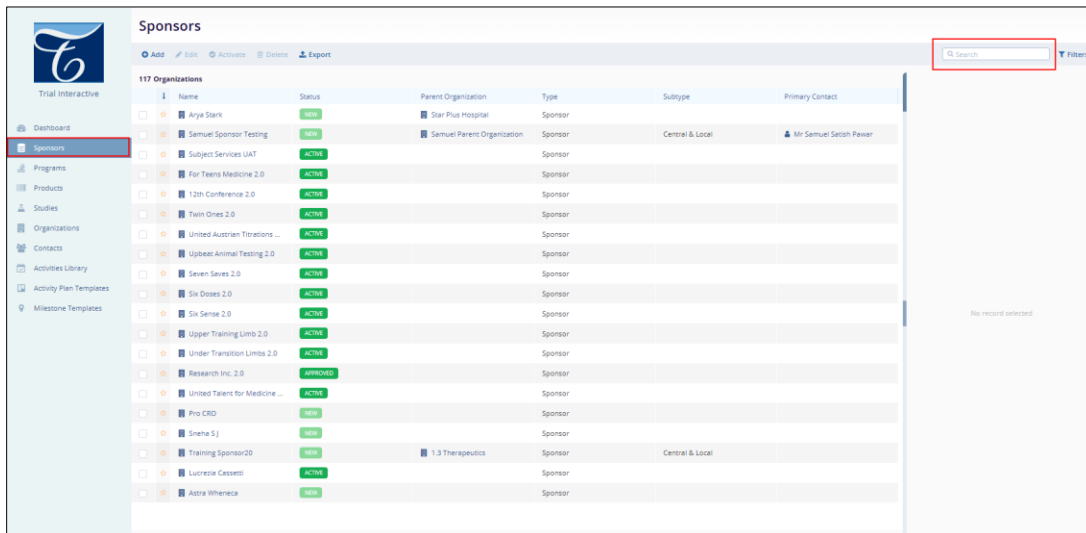 Sponsors
Add Edit Activate Delete Export Search Filters
Trial Interactive
117 Organizations
Name Status Parent Organization Type Subtype Primary Contact
Arya Stark NEW Star Plus Hospital Sponsor
Dashboard
Samuel Sponsor Testing NEW Samuel Parent Organization Sponsor Central & Local Mr Samuel Satish Pawar
Sponsors
Subject Services UAT ACTIVE Sponsor
Programs
For Teens Medicine 2.0 ACTIVE Sponsor
Products
12th Conference 2.0 ACTIVE Sponsor
Studies
Twin Ones 2.0 ACTIVE Sponsor
Organizations
United Austrian Titrations ... ACTIVE Sponsor
Contacts
Upbeat Animal Testing 2.0 ACTIVE Sponsor
Activities Library
Seven Saves 2.0 ACTIVE Sponsor
Activity Plan Templates
Six Doses 2.0 ACTIVE Sponsor
Milestone Templates
Six Sense 2.0 ACTIVE Sponsor
No record selected
Upper Training Limb 2.0 ACTIVE Sponsor
Under Transition Limbs 2.0 ACTIVE Sponsor
Research Inc. 2.0 APPROVED Sponsor
United Talent for Medicine ... ACTIVE Sponsor
Pro CRO NEW Sponsor
Sneha S J NEW Sponsor
Training Sponsor20 NEW 1.3 Therapeutics Sponsor Central & Local
Lucrezia Cassetti ACTIVE Sponsor
Astra Wheneca NEW Sponsor